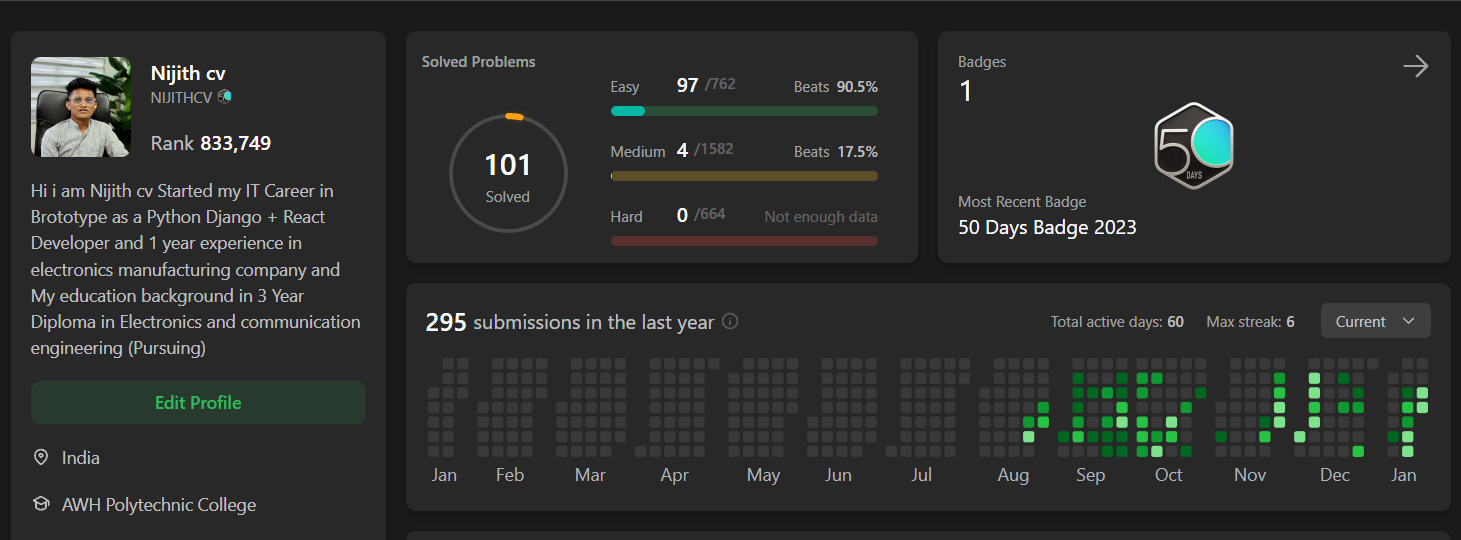 Nijith cv
NIJITHCV
Rank 833,749
Hi i am Nijith cv Started my IT Career in
Brototype as a Python Django + React
Developer and 1 year experience in
electronics manufacturing company and
My education background in 3 Year
Diploma in Electronics and communication
engineering (Pursuing)
Edit Profile
India
AWH Polytechnic College
Solved Problems
101
Solved
Easy 97 /762 Beats 90.5%
Medium 4 /1582 Beats 17.5%
Hard 0 /664 Not enough data
Badges
1
50
DAYS
Most Recent Badge
50 Days Badge 2023
295 submissions in the last year
Total active days: 60 Max streak: 6 Current
Jan Feb Mar Apr May Jun Jul Aug Sep Oct Nov Dec Jan